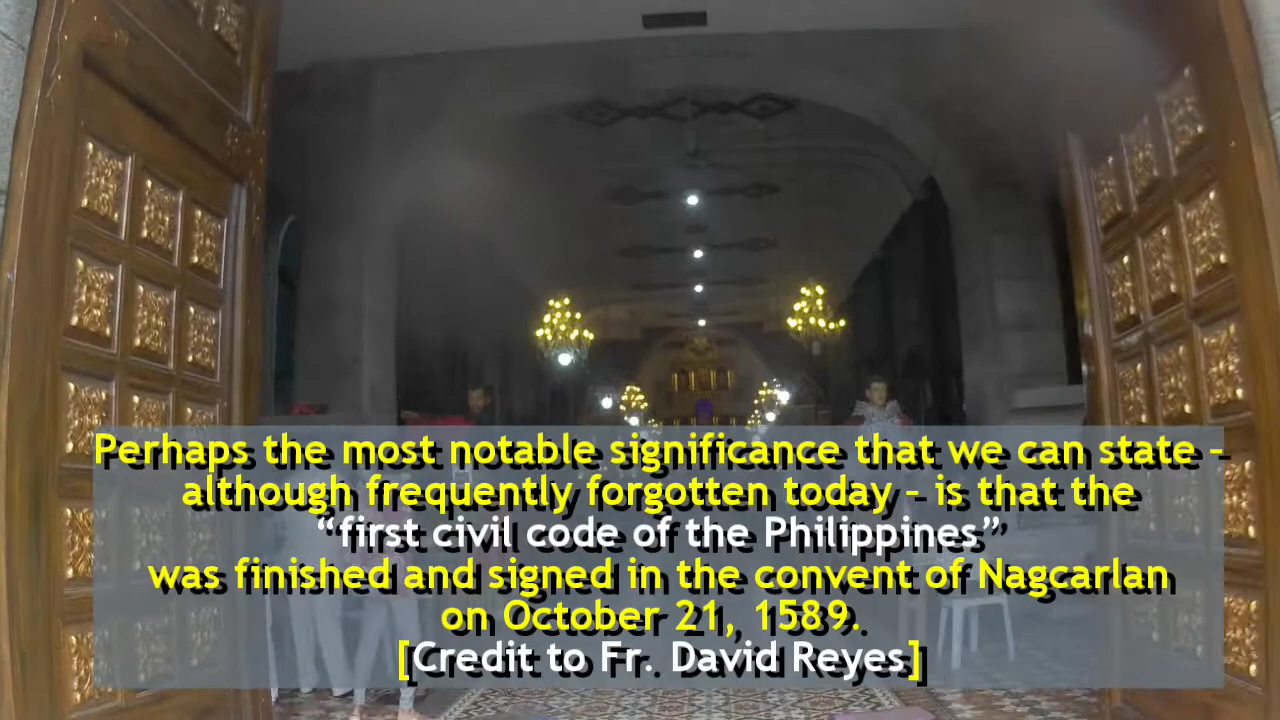 Perhaps the most notable significance that we can state –
although frequently forgotten today – is that the
“first civil code of the Philippines”
was finished and signed in the convent of Nagcarlan
on October 21, 1589.
[Credit to Fr. David Reyes]